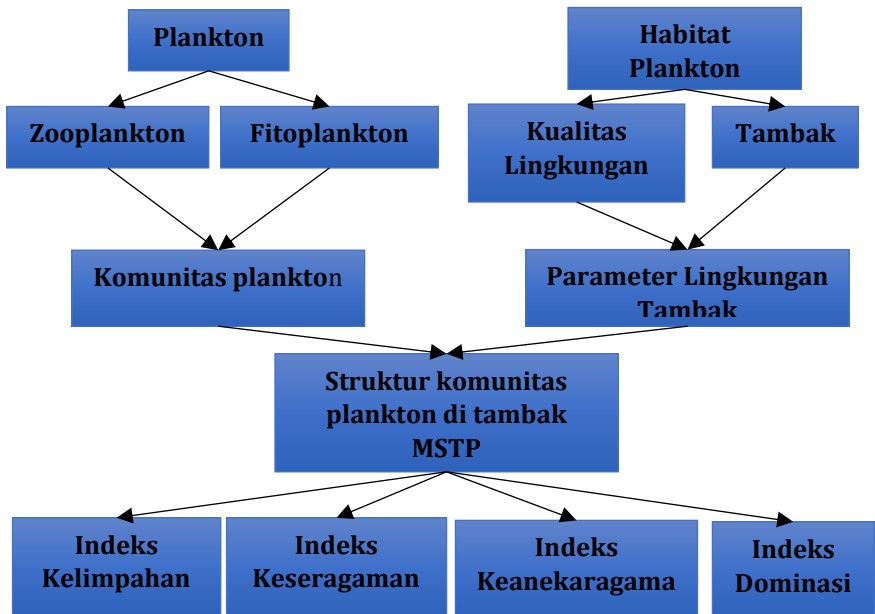 Plankton
Habitat
Plankton
Zooplankton
Fitoplankton
Kualitas
Lingkungan
Tambak
Komunitas plankton
Parameter Lingkungan
Tambak
Struktur komunitas
plankton di tambak
MSTP
Indeks
Kelimpahan
Indeks
Keseragaman
Indeks
Keanekaragama
Indeks
Dominasi